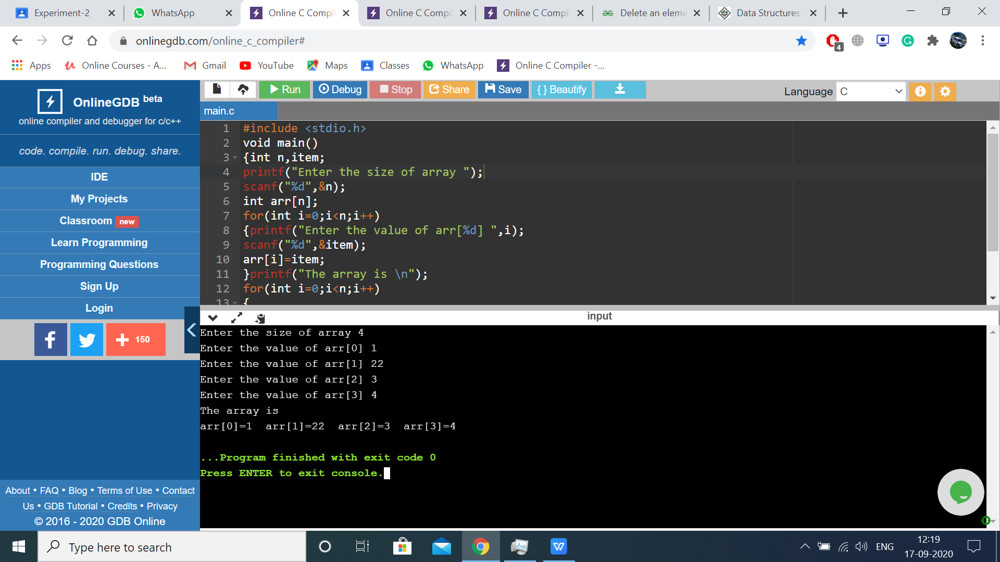 Experiment-2
WhatsApp
Online C Compil
Online C Compil
Online C Compil
Delete an eleme
Data Structures
onlinegdb.com/online_c_compiler#
4
Apps
Online Courses - A...
Gmail
YouTube
Maps
Classes
WhatsApp
Online C Compiler -...
OnlineGDB beta
online compiler and debugger for c/c++
code. compile. run. debug. share.
IDE
My Projects
Classroom new
Learn Programming
Programming Questions
Sign Up
Login
150
About • FAQ • Blog • Terms of Use • Contact
Us • GDB Tutorial • Credits • Privacy
© 2016 - 2020 GDB Online
Run
Debug
Stop
Share
Save
{ } Beautify
Language C
main.c
1 #include <stdio.h>
2 void main()
3 {int n,item;
4 printf("Enter the size of array ");
5 scanf("%d",&n);
6 int arr[n];
7 for(int i=0;i<n;i++)
8 {printf("Enter the value of arr[%d] ",i);
9 scanf("%d",&item);
10 arr[i]=item;
11 }printf("The array is \n");
12 for(int i=0;i<n;i++)
13 {
input
Enter the size of array 4
Enter the value of arr[0] 1
Enter the value of arr[1] 22
Enter the value of arr[2] 3
Enter the value of arr[3] 4
The array is
arr[0]=1  arr[1]=22  arr[2]=3  arr[3]=4
...Program finished with exit code 0
Press ENTER to exit console.
Type here to search
W
ENG
12:19
17-09-2020